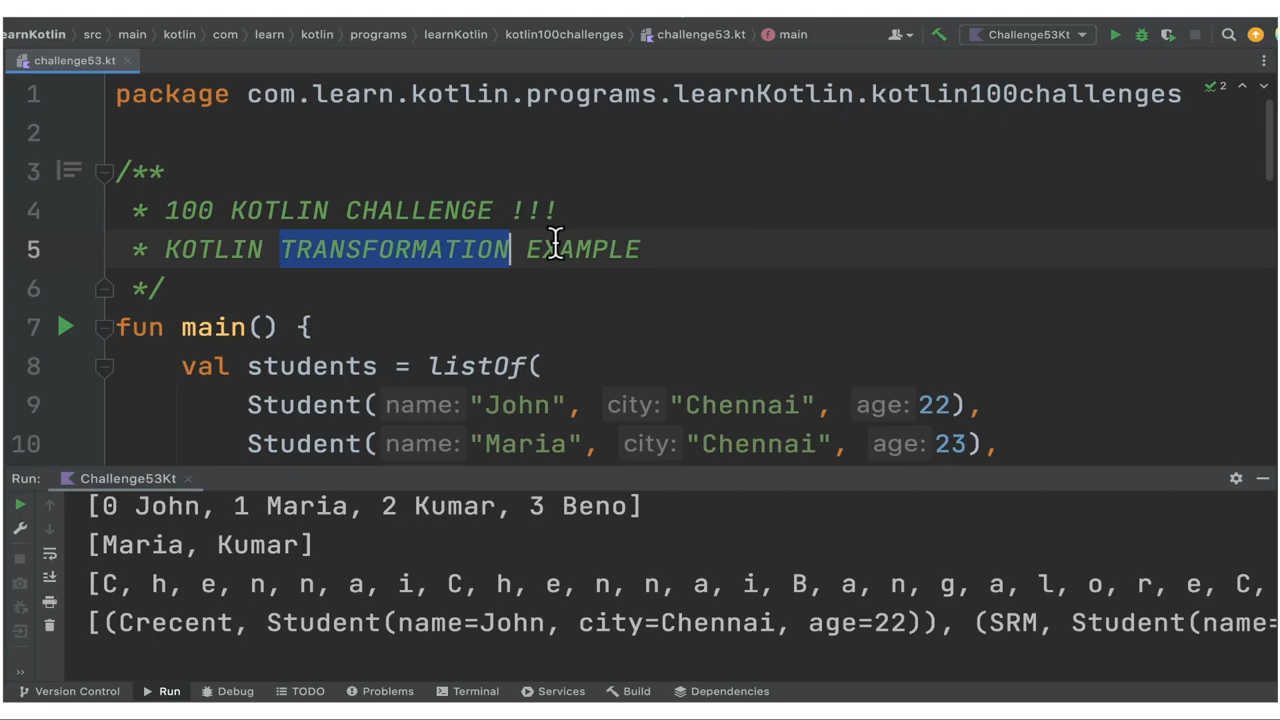 earnKotlin src main kotlin com learn kotlin programs learnKotlin kotlin100challenges challenge53.kt main Challenge53Kt
challenge53.kt
1 package com.learn.kotlin.programs.learnKotlin.kotlin100challenges 2
2
3 /**
4 * 100 KOTLIN CHALLENGE !!!
5 * KOTLIN TRANSFORMATION EXAMPLE
6 */
7 fun main() {
8 val students = listOf(
9 Student( name: "John", city: "Chennai", age: 22),
10 Student( name: "Maria", city: "Chennai", age: 23),
Run: Challenge53Kt
[0 John, 1 Maria, 2 Kumar, 3 Beno]
[Maria, Kumar]
[C, h, e, n, n, a, i, C, h, e, n, n, a, i, B, a, n, g, a, l, o, r, e, C,
[(Crecent, Student(name=John, city=Chennai, age=22)), (SRM, Student(name=
Version Control Run Debug TODO Problems Terminal Services Build Dependencies